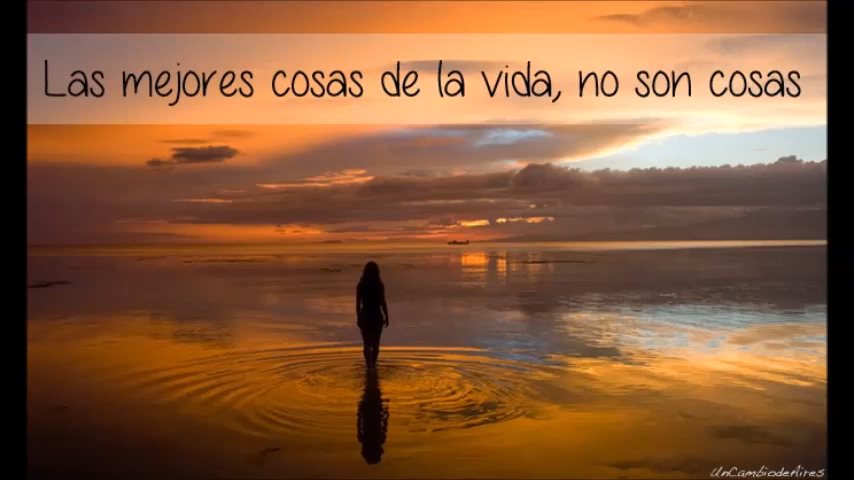 Las mejores cosas de la vida, no son cosas
UnCambiodeAires